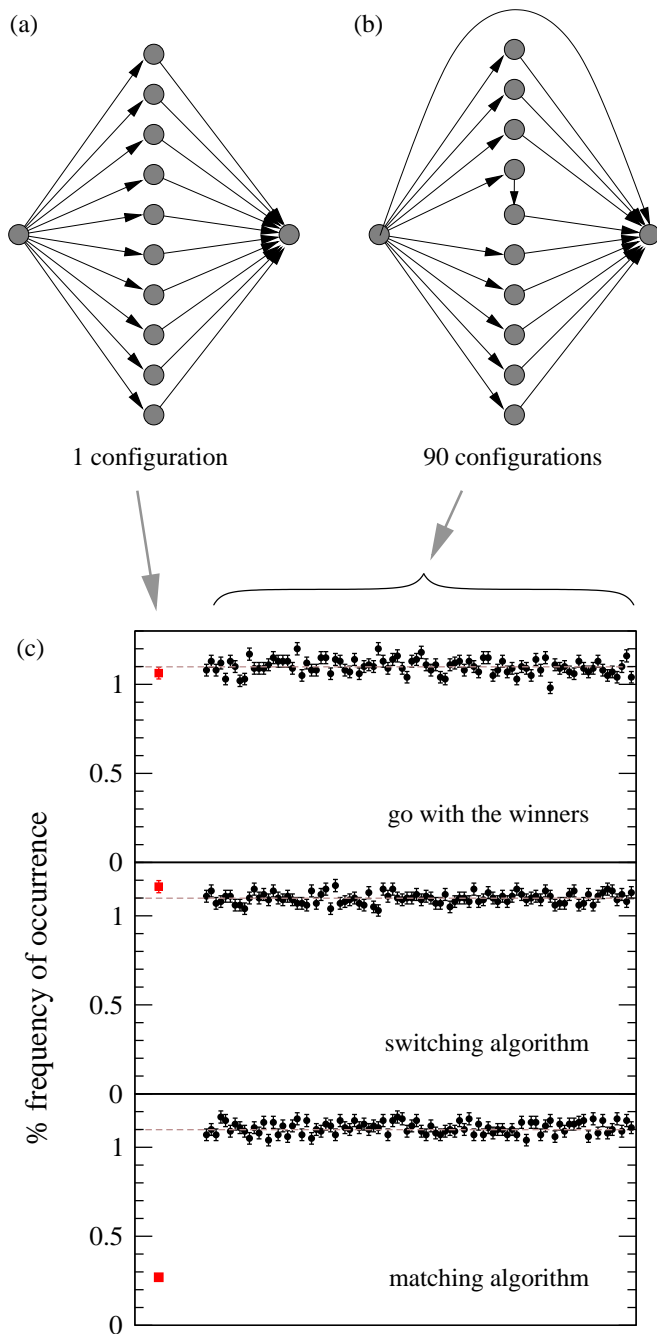 (a)
(b)
1 configuration
90 configurations
(c)
% frequency of occurrence
1
0.5
0
go with the winners
1
0.5
0
switching algorithm
1
0.5
0
matching algorithm